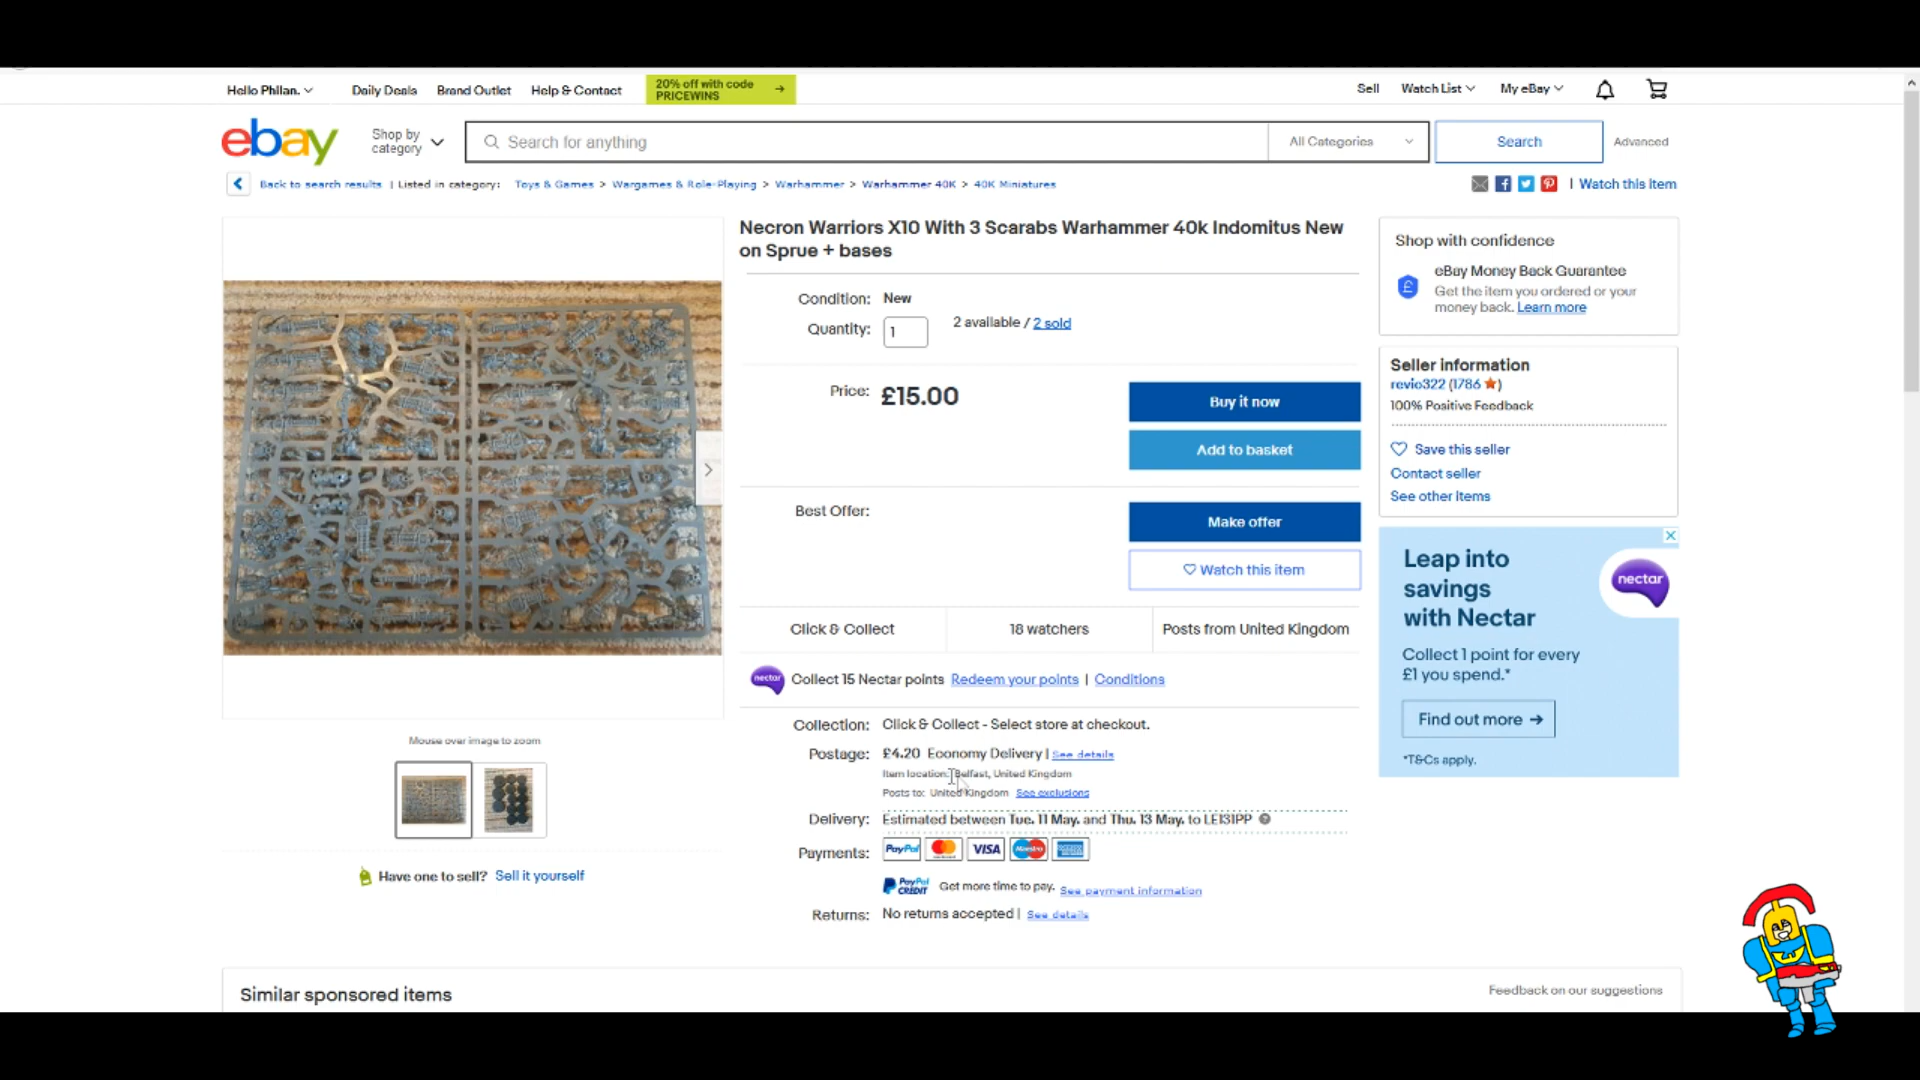 Hello Philan.
Daily Deals
Brand Outlet
Help & Contact
20% off with code
PRICEWINS
Sell
Watch List
My eBay
ebay
Shop by
category
Search for anything
All Categories
Search
Advanced
Back to search results | Listed in category: Toys & Games > Wargames & Role-Playing > Warhammer > Warhammer 40K > 40K Miniatures
| Watch this item
Necron Warriors X10 With 3 Scarabs Warhammer 40k Indomitus New
on Sprue + bases
Condition: New
Quantity: 1
2 available / 2 sold
Price: £15.00
Buy it now
Add to basket
Best Offer:
Make offer
Watch this item
Click & Collect
18 watchers
Posts from United Kingdom
nectar
Collect 15 Nectar points Redeem your points | Conditions
Collection: Click & Collect - Select store at checkout.
Postage: £4.20 Economy Delivery | See details
Item location: Belfast, United Kingdom
Posts to: United Kingdom See exclusions
Delivery: Estimated between Tue. 11 May. and Thu. 13 May. to LE131PP
Payments: PayPal VISA Maestro
PayPal CREDIT Get more time to pay. See payment information
Returns: No returns accepted | See details
Mouse over image to zoom
Have one to sell? Sell it yourself
Shop with confidence
eBay Money Back Guarantee
Get the item you ordered or your
money back. Learn more
Seller information
revio322 (1786)
100% Positive Feedback
Save this seller
Contact seller
See other items
Leap into
savings
with Nectar
nectar
Collect 1 point for every
£1 you spend.*
Find out more →
*T&Cs apply.
Similar sponsored items
Feedback on our suggestions